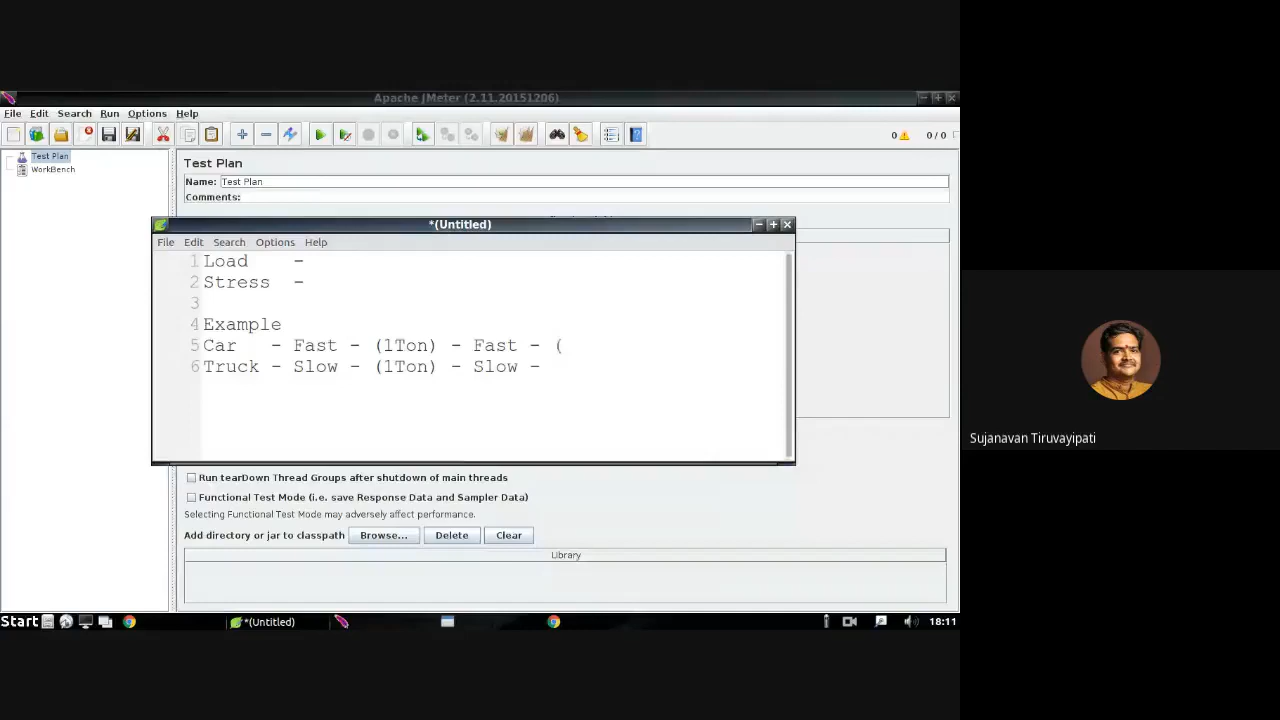 Apache JMeter (2.11.20151206)
File Edit Search Run Options Help
0 0 / 0
Test Plan
WorkBench
Test Plan
Name: Test Plan
Comments:
*(Untitled)
File Edit Search Options Help
1 Load -
2 Stress -
3
4 Example
5 Car - Fast - (1Ton) - Fast - (
6 Truck - Slow - (1Ton) - Slow -
Run tearDown Thread Groups after shutdown of main threads
Functional Test Mode (i.e. save Response Data and Sampler Data)
Selecting Functional Test Mode may adversely affect performance.
Add directory or jar to classpath Browse... Delete Clear
Library
Start *(Untitled) 18:11
Sujanavan Tiruvayipati